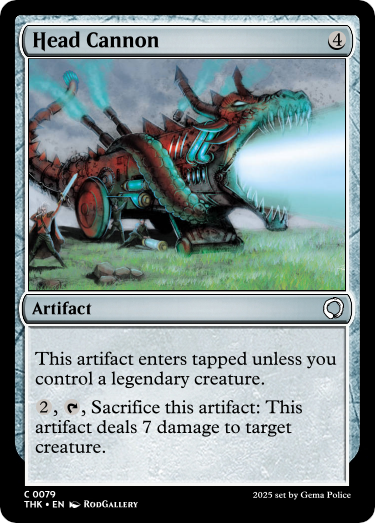 Head Cannon 4
Artifact
This artifact enters tapped unless you
control a legendary creature.
2, , Sacrifice this artifact: This
artifact deals 7 damage to target
creature.
C 0079
THK • EN RodGallery
2025 set by Gema Police